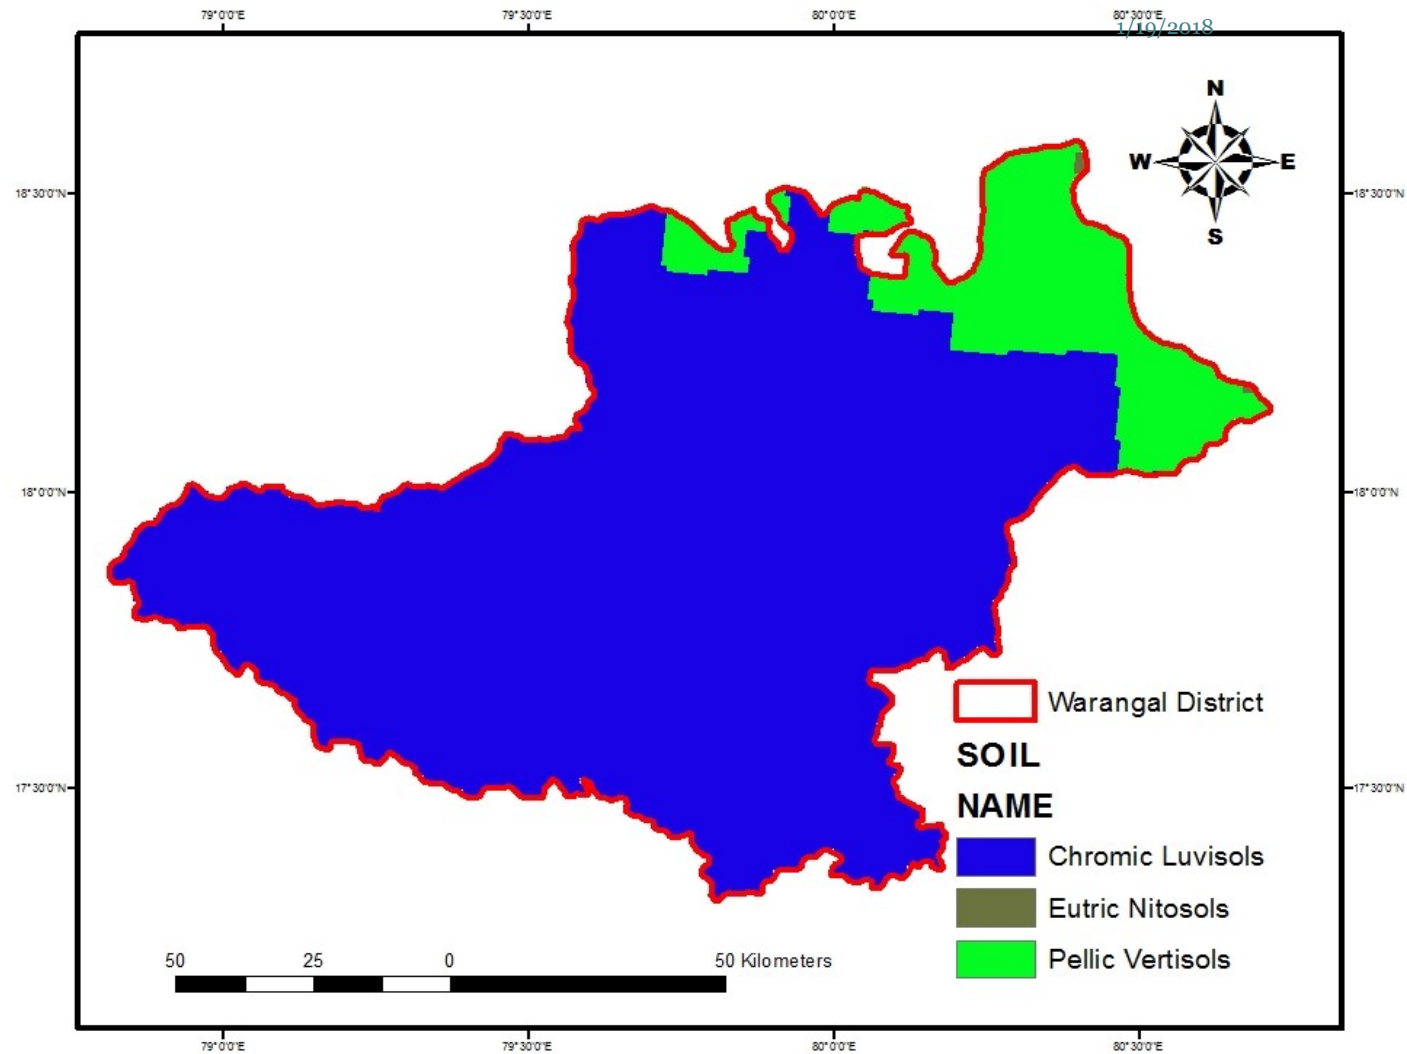 79°0'0"E 79°30'0"E 80°0'0"E 80°30'0"E
1/19/2018
N
W E
S
18°30'0"N 18°30'0"N
18°0'0"N 18°0'0"N
17°30'0"N 17°30'0"N
Warangal District
SOIL
NAME
Chromic Luvisols
Eutric Nitosols
Pellic Vertisols
50 25 0 50 Kilometers
79°0'0"E 79°30'0"E 80°0'0"E 80°30'0"E